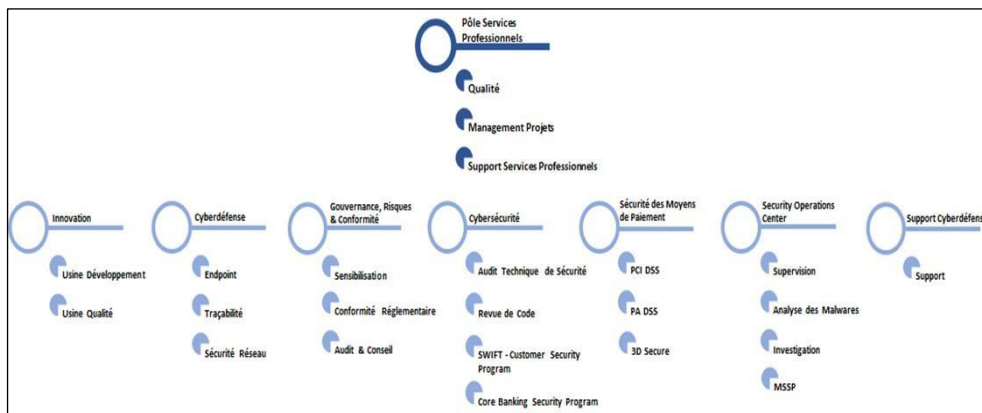 Pôle Services
Professionnels
Qualité
Management Projets
Support Services Professionnels
Innovation
Usine Développement
Usine Qualité
Cyberdéfense
Endpoint
Traçabilité
Sécurité Réseau
Gouvernance, Risques
& Conformité
Sensibilisation
Conformité Réglementaire
Audit & Conseil
Cybersécurité
Audit Technique de Sécurité
Revue de Code
SWIFT - Customer Security
Program
Core Banking Security Program
Sécurité des Moyens
de Paiement
PCI DSS
PA DSS
3D Secure
Security Operations
Center
Supervision
Analyse des Malwares
Investigation
MSSP
Support Cyberdéfens
Support